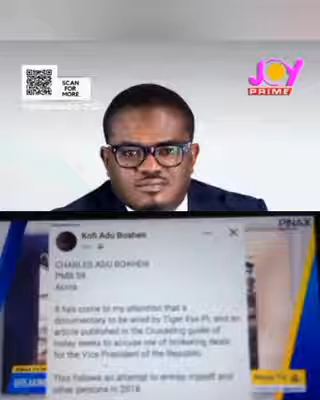 SCAN
FOR
MORE
JOY
PRIME
PINAX
Kofi Adu Boahen
CHARLES ADU BOAHEN
PMB 59
Accra
It has come to my attention that a
documentary to be aired by Tiger Eye PI, and an
article published in the Crusading guide of
today seeks to accuse me of brokering deals
for the Vice President of the Republic.
This follows an attempt to entrap myself and
other persons in 2018